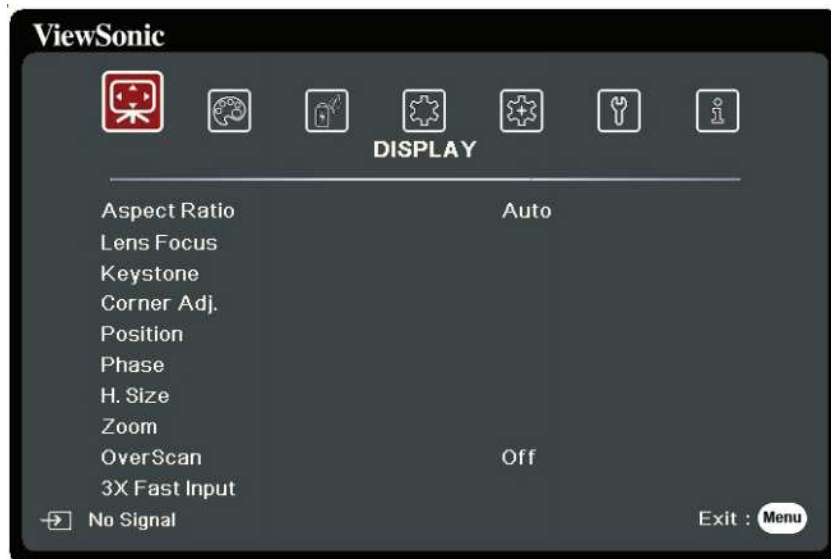 ViewSonic
DISPLAY
Aspect Ratio Auto
Lens Focus
Keystone
Corner Adj.
Position
Phase
H. Size
Zoom
OverScan Off
3X Fast Input
No Signal Exit : Menu